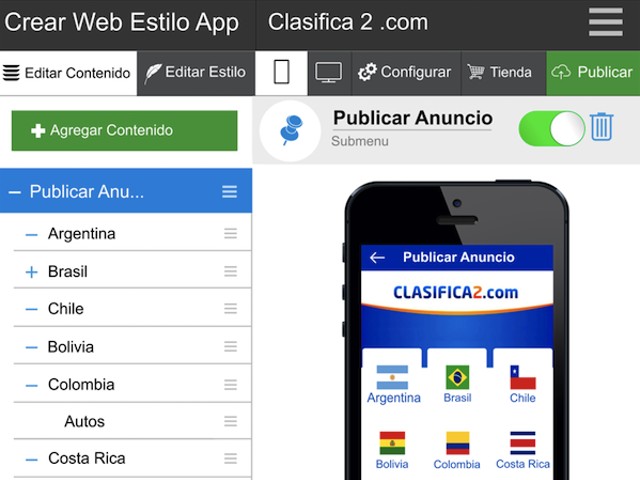 Crear Web Estilo App
Clasifica 2 .com
Editar Contenido
Editar Estilo
Configurar
Tienda
Publicar
Agregar Contenido
Publicar Anuncio
Submenu
Publicar Anu...
Argentina
Brasil
Chile
Bolivia
Colombia
Autos
Costa Rica
Publicar Anuncio
CLASIFICA2.com
Argentina
Brasil
Chile
Bolivia
Colombia
Costa Rica